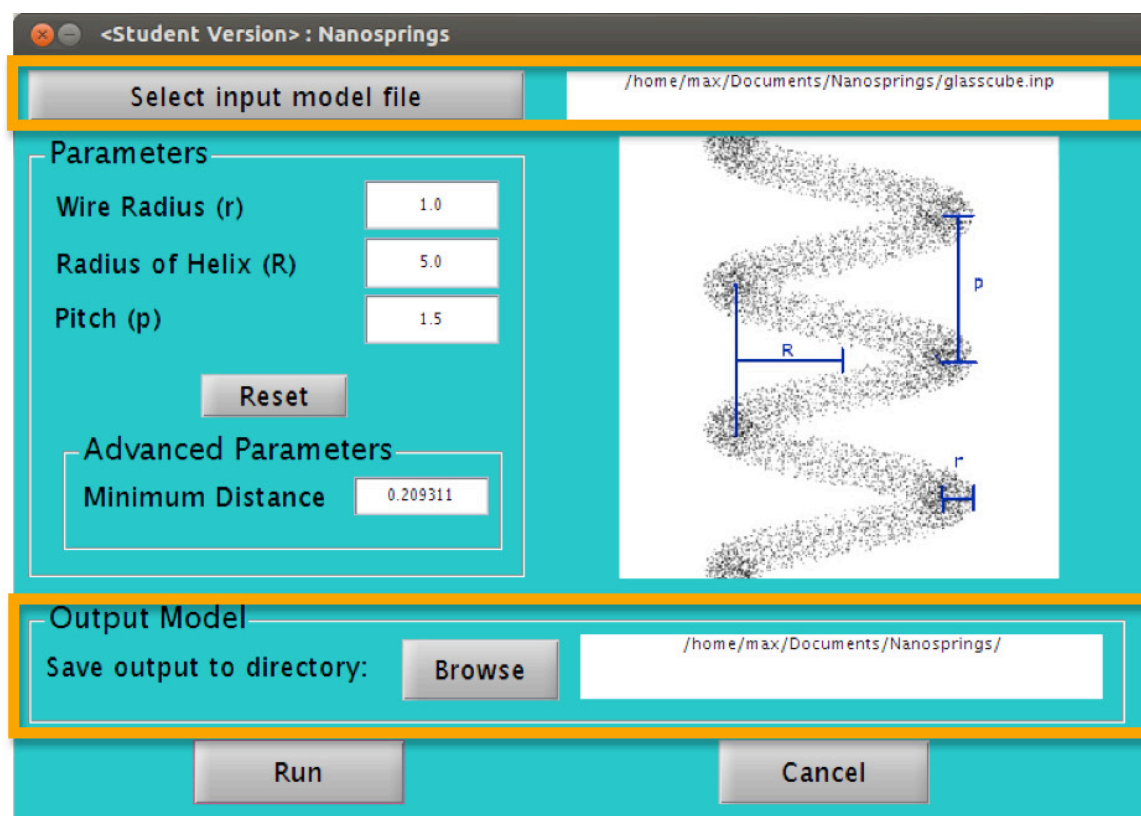 <Student Version> : Nanosprings
Select input model file
/home/max/Documents/Nanosprings/glasscube.inp
Parameters
Wire Radius (r)
1.0
Radius of Helix (R)
5.0
Pitch (p)
1.5
Reset
Advanced Parameters
Minimum Distance
0.209311
p
R
r
Output Model
Save output to directory:
Browse
/home/max/Documents/Nanosprings/
Run
Cancel